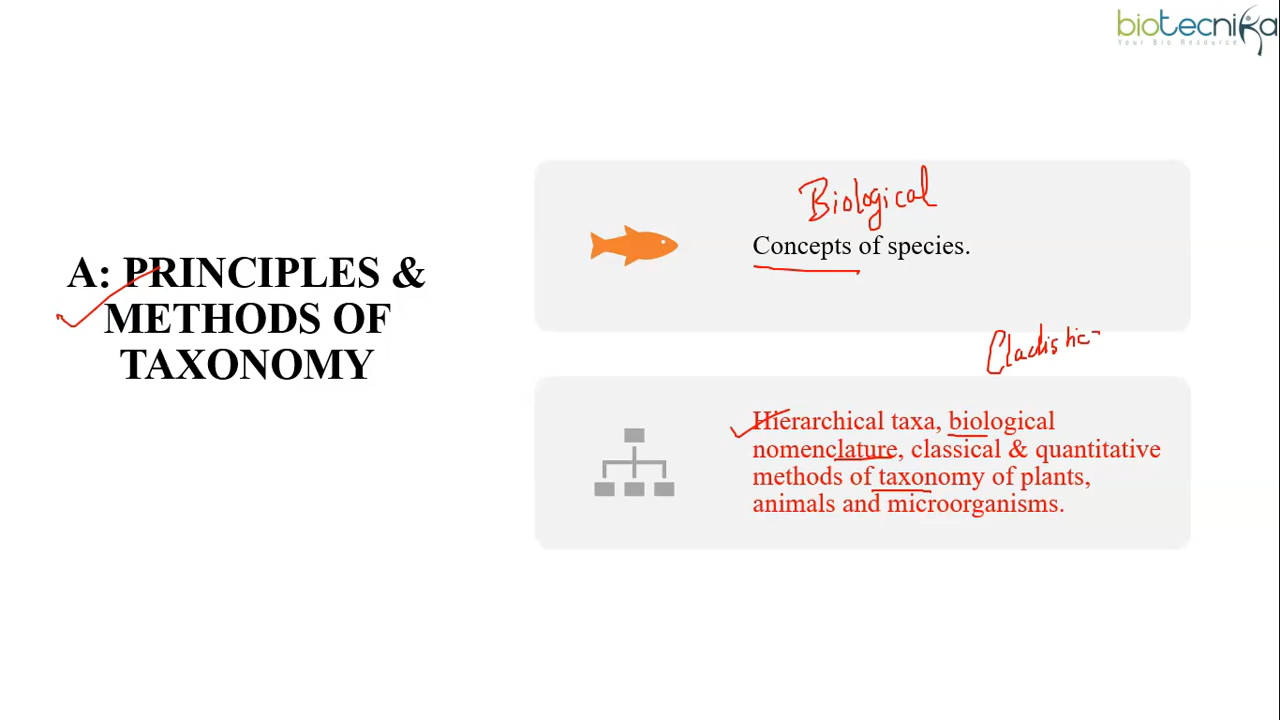 biotecnika
Your Bio Resource
A: PRINCIPLES &
METHODS OF
TAXONOMY
Biological
Concepts of species.
Cladistic
Hierarchical taxa, biological
nomenclature, classical & quantitative
methods of taxonomy of plants,
animals and microorganisms.